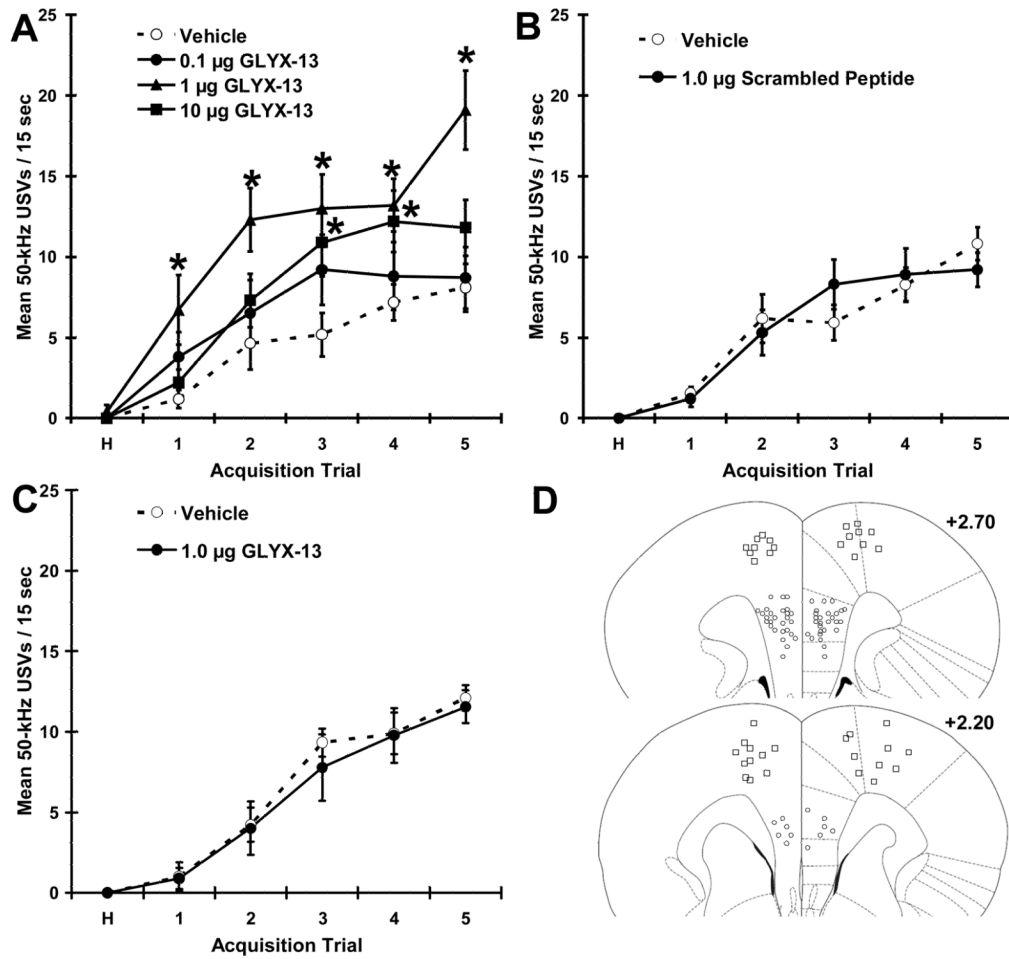 A
Vehicle
0.1 µg GLYX-13
1 µg GLYX-13
10 µg GLYX-13
Mean 50-kHz USVs / 15 sec
25
20
15
10
5
0
* * * * * * *
H 1 2 3 4 5
Acquisition Trial
B
Vehicle
1.0 µg Scrambled Peptide
Mean 50-kHz USVs / 15 sec
25
20
15
10
5
0
H 1 2 3 4 5
Acquisition Trial
C
Vehicle
1.0 µg GLYX-13
Mean 50-kHz USVs / 15 sec
25
20
15
10
5
0
H 1 2 3 4 5
Acquisition Trial
D
+2.70
+2.20